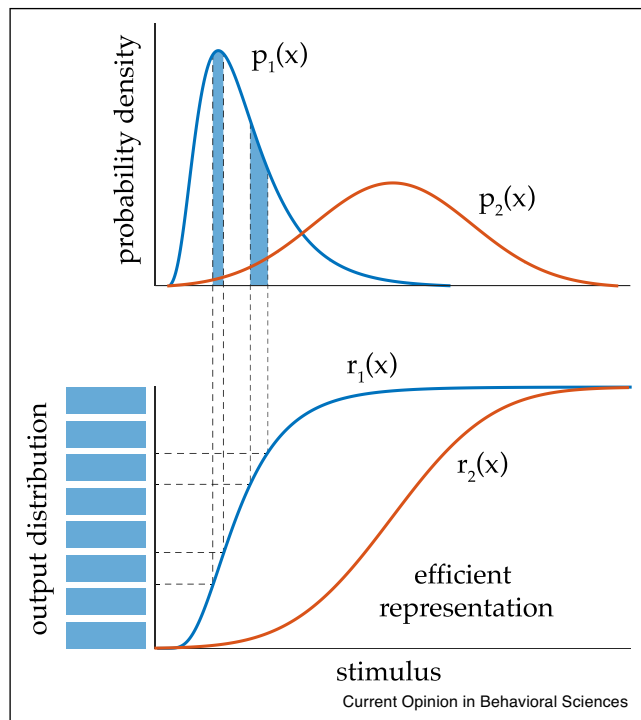 probability density
p₁(x)
p₂(x)
output distribution
r₁(x)
r₂(x)
efficient
representation
stimulus
Current Opinion in Behavioral Sciences